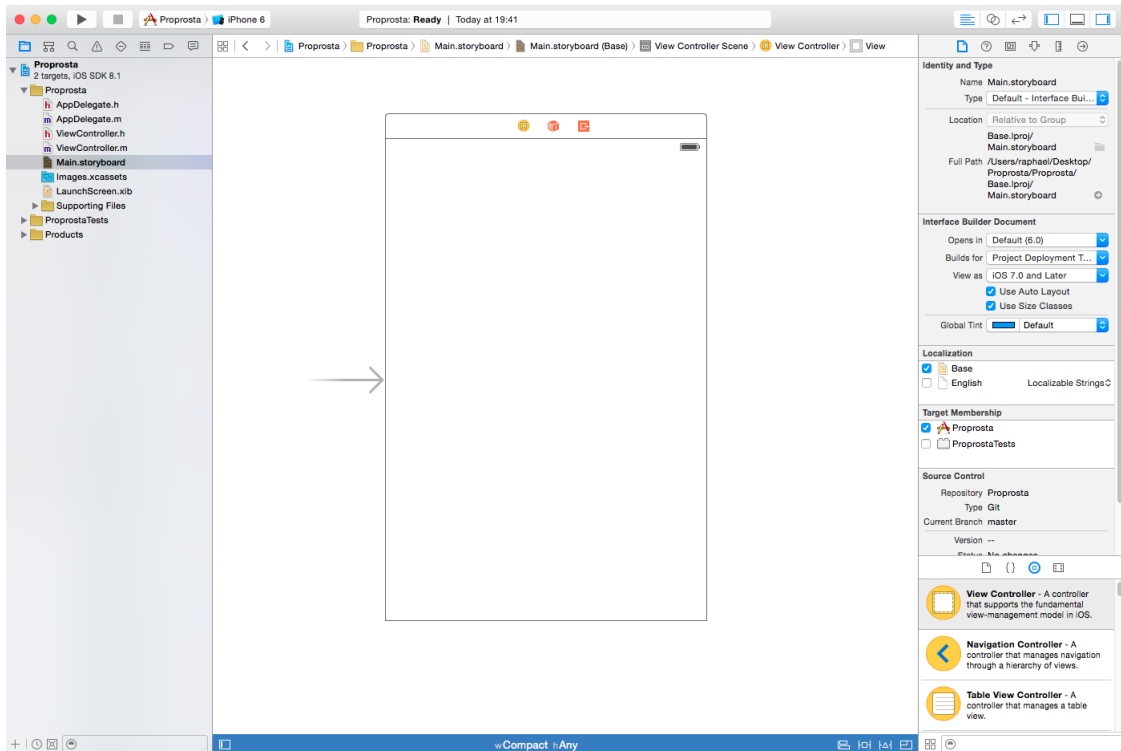 Proprosta 〉 iPhone 6
Proprosta: Ready | Today at 19:41
Proprosta 〉 Proprosta 〉 Main.storyboard 〉 Main.storyboard (Base) 〉 View Controller Scene 〉 View Controller 〉 View
Proprosta
2 targets, iOS SDK 8.1
Proprosta
h AppDelegate.h
m AppDelegate.m
h ViewController.h
m ViewController.m
Main.storyboard
Images.xcassets
LaunchScreen.xib
Supporting Files
ProprostaTests
Products
wCompact hAny
Identity and Type
Name Main.storyboard
Type Default - Interface Bui...
Location Relative to Group
Base.lproj/
Main.storyboard
Full Path /Users/raphael/Desktop/
Proprosta/Proprosta/
Base.lproj/
Main.storyboard
Interface Builder Document
Opens in Default (6.0)
Builds for Project Deployment T...
View as iOS 7.0 and Later
Use Auto Layout
Use Size Classes
Global Tint Default
Localization
Base
English Localizable Strings
Target Membership
Proprosta
ProprostaTests
Source Control
Repository Proprosta
Type Git
Current Branch master
Version --
Status No changes
{}
View Controller - A controller
that supports the fundamental
view-management model in iOS.
Navigation Controller - A
controller that manages navigation
through a hierarchy of views.
Table View Controller - A
controller that manages a table
view.